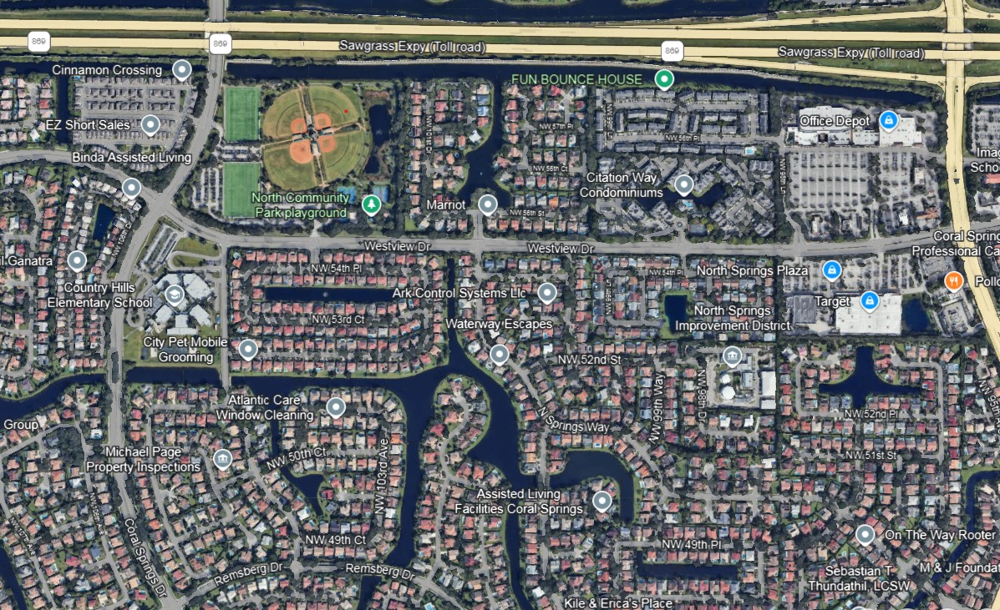 869
869
Sawgrass Expy (Toll road)
869
Sawgrass Expy (Toll road)
Cinnamon Crossing
FUN BOUNCE HOUSE
EZ Short Sales
NW 57th Pl
NW 56th Pl
Office Depot
Binda Assisted Living
NW 56th Ct
Citation Way
Condominiums
North Community
Park playground
Marriot
NW 56th St
Westview Dr
Westview Dr
Coral Spring
Professional Ca
l Ganatra
NW 54th Pl
NW 54th Pl
North Springs Plaza
Country Hills
Elementary School
Ark Control Systems Llc
NW 53rd Ct
Target
North Springs
Improvement District
Waterway Escapes
City Pet Mobile
Grooming
NW 52nd St
NW 99th Way
NW 98th D
Atlantic Care
Window Cleaning
N Springs Way
NW 52nd Pl
Group
Michael Page
Property Inspections
NW 50th Ct
NW 103rd Ave
NW 51st St
Assisted Living
Facilities Coral Springs
Coral Springs Dr
NW 49th Ct
NW 49th Pl
On The Way Rooter
Remsberg Dr
Remsberg Dr
Sebastian T
Thundathil, LCSW
M & J Foundat
Kile & Erica's Place